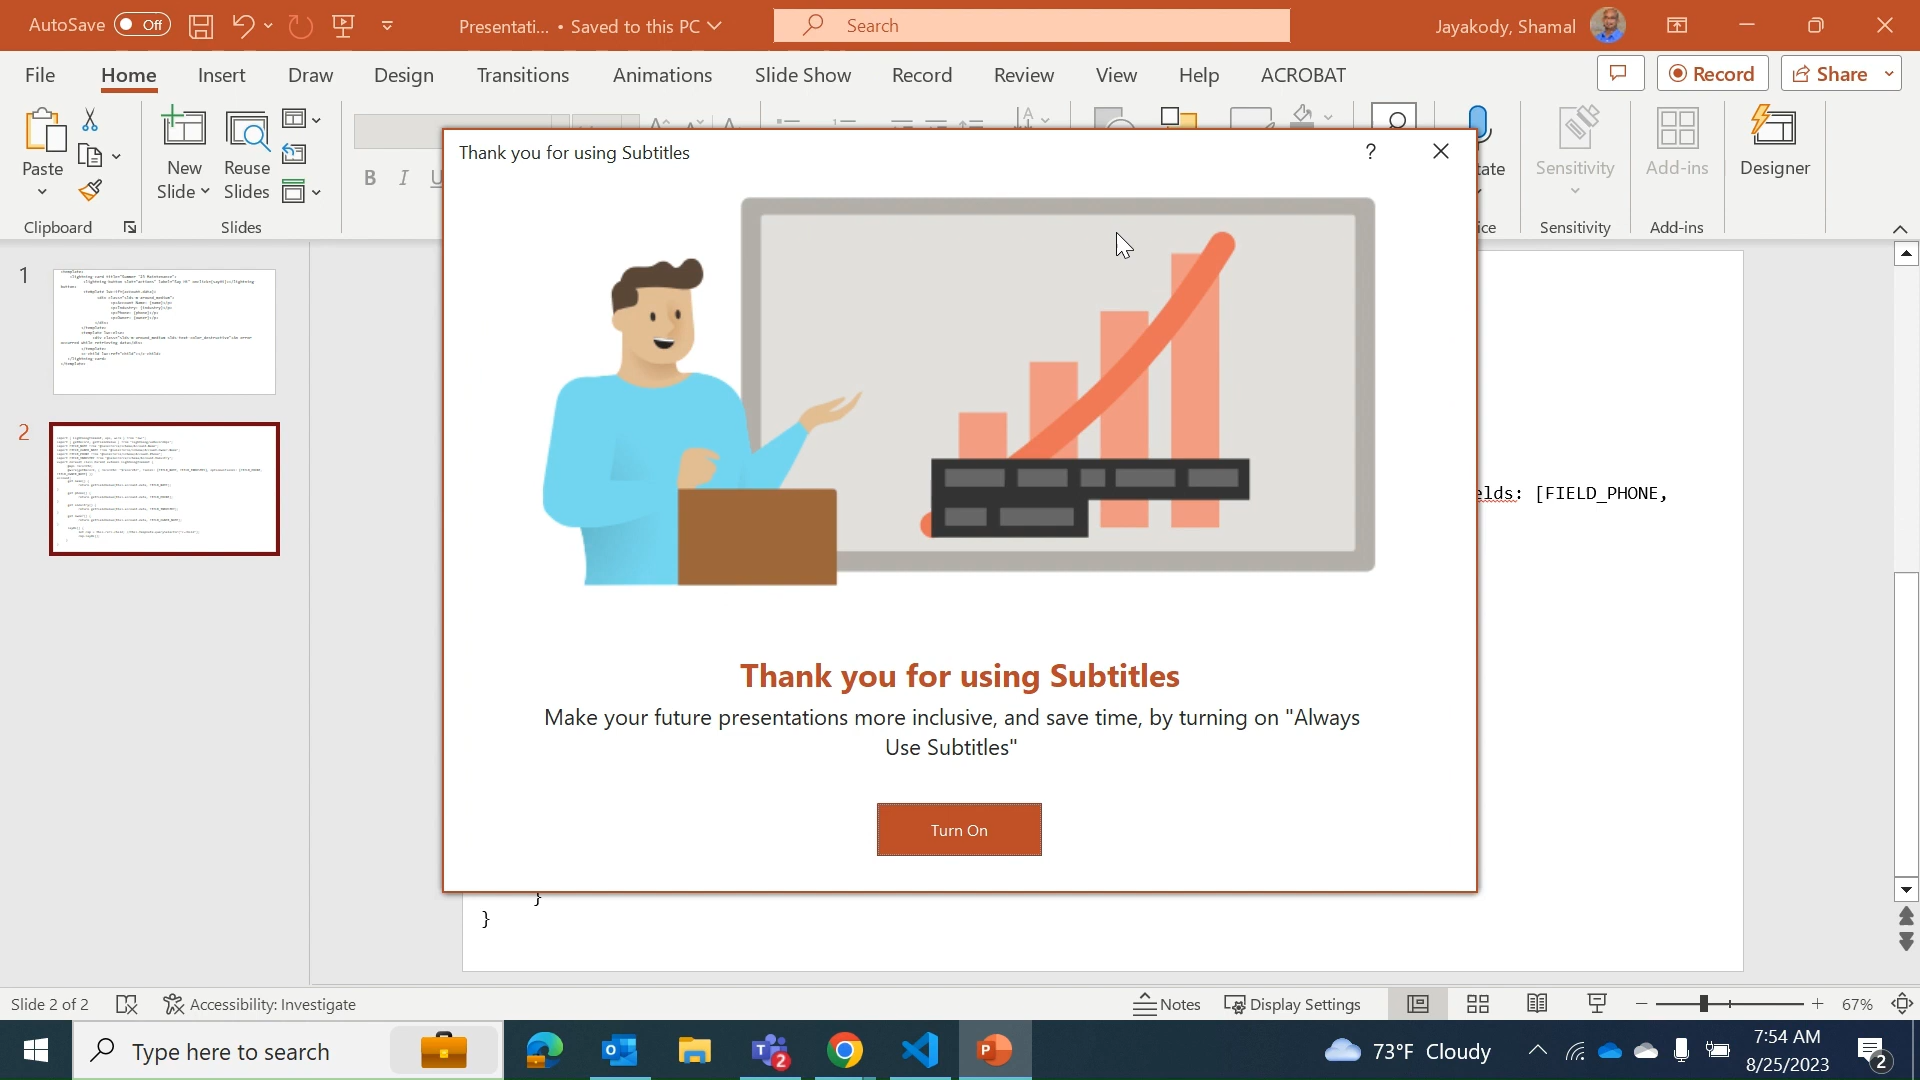 AutoSave Off Presentati... • Saved to this PC Search Jayakody, Shamal
File Home Insert Draw Design Transitions Animations Slide Show Record Review View Help ACROBAT Record Share
Paste New Slide Reuse Slides B I U Sensitivity Add-ins Designer
Clipboard Slides Sensitivity Add-ins
Thank you for using Subtitles ?
1
2
elds: [FIELD_PHONE,
Thank you for using Subtitles
Make your future presentations more inclusive, and save time, by turning on "Always
Use Subtitles"
Turn On
}
}
Slide 2 of 2 Accessibility: Investigate Notes Display Settings 67%
Type here to search 2 73°F Cloudy 7:54 AM
8/25/2023 2